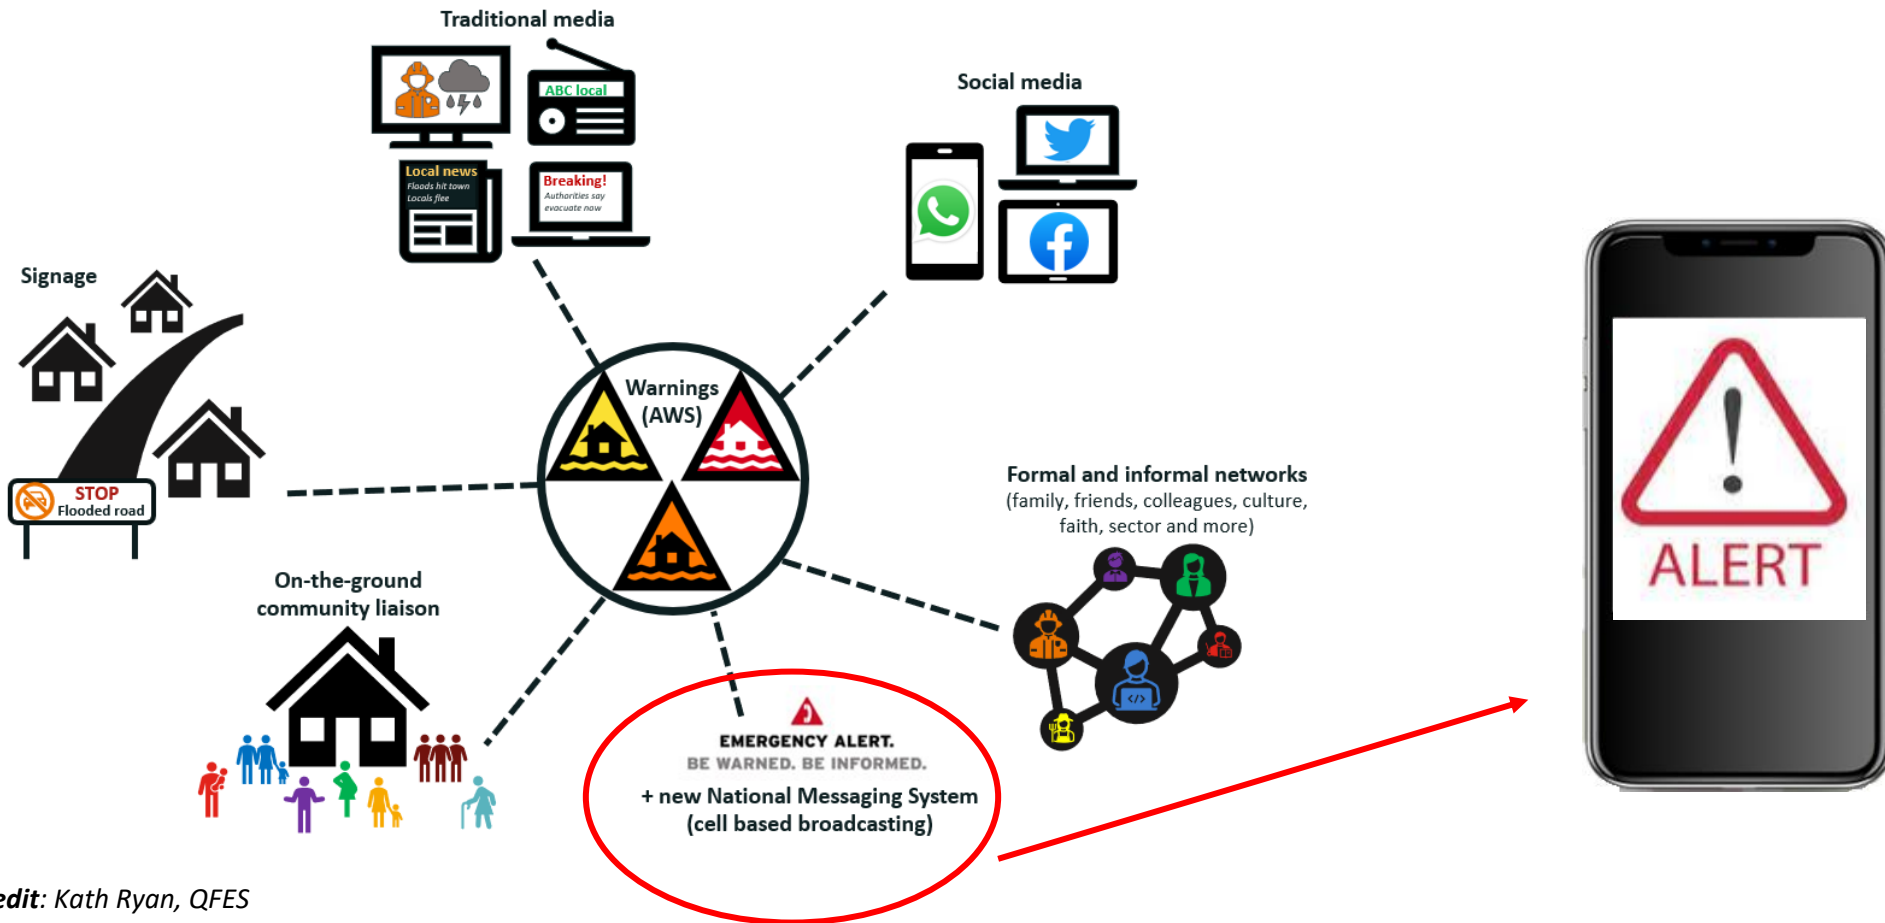 Traditional media
ABC local
Local news
Floods hit town
Locals flee
Breaking!
Authorities say
evacuate now
Social media
Signage
STOP
Flooded road
Warnings
(AWS)
Formal and informal networks
(family, friends, colleagues, culture,
faith, sector and more)
</>
On-the-ground
community liaison
EMERGENCY ALERT.
BE WARNED. BE INFORMED.
+ new National Messaging System
(cell based broadcasting)
ALERT
edit: Kath Ryan, QFES